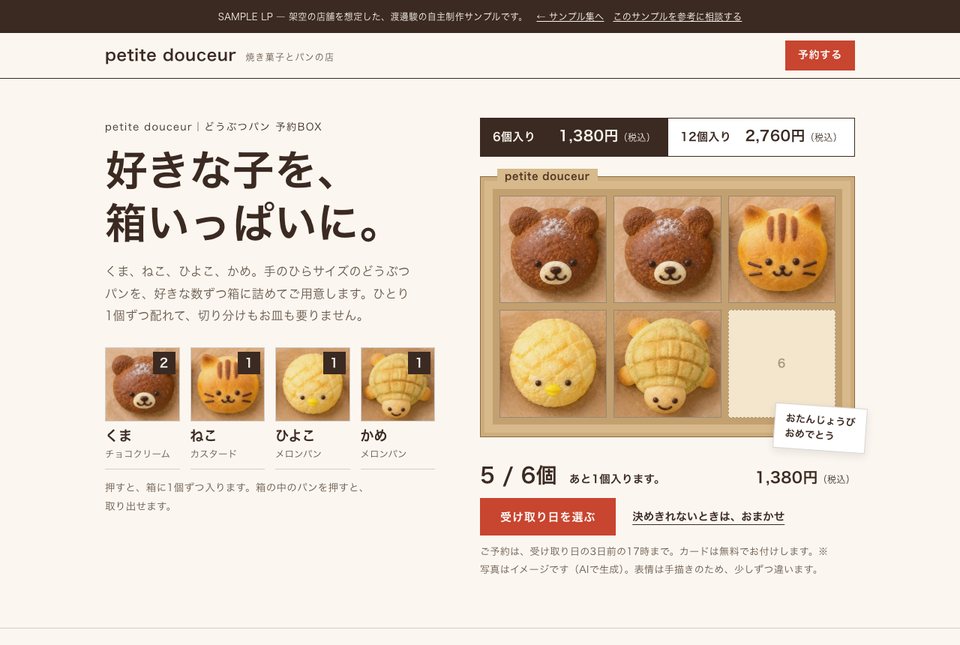 SAMPLE LP — 架空の店舗を想定した、渡邊駿の自主制作サンプルです。 ← サンプル集へ このサンプルを参考に相談する
petite douceur 焼き菓子とパンの店
予約する
petite douceur｜どうぶつパン 予約BOX
好きな子を、
箱いっぱいに。
くま、ねこ、ひよこ、かめ。手のひらサイズのどうぶつ
パンを、好きな数ずつ箱に詰めてご用意します。ひとり
1個ずつ配れて、切り分けもお皿も要りません。
2 1 1 1
くま ねこ ひよこ かめ
チョコクリーム カスタード メロンパン メロンパン
押すと、箱に1個ずつ入ります。箱の中のパンを押すと、
取り出せます。
6個入り 1,380円（税込） 12個入り 2,760円（税込）
petite douceur
6
おたんじょうび
おめでとう
5 / 6個 あと1個入ります。 1,380円（税込）
受け取り日を選ぶ 決めきれないときは、おまかせ
ご予約は、受け取り日の3日前の17時まで。カードは無料でお付けします。※
写真はイメージです（AIで生成）。表情は手描きのため、少しずつ違います。